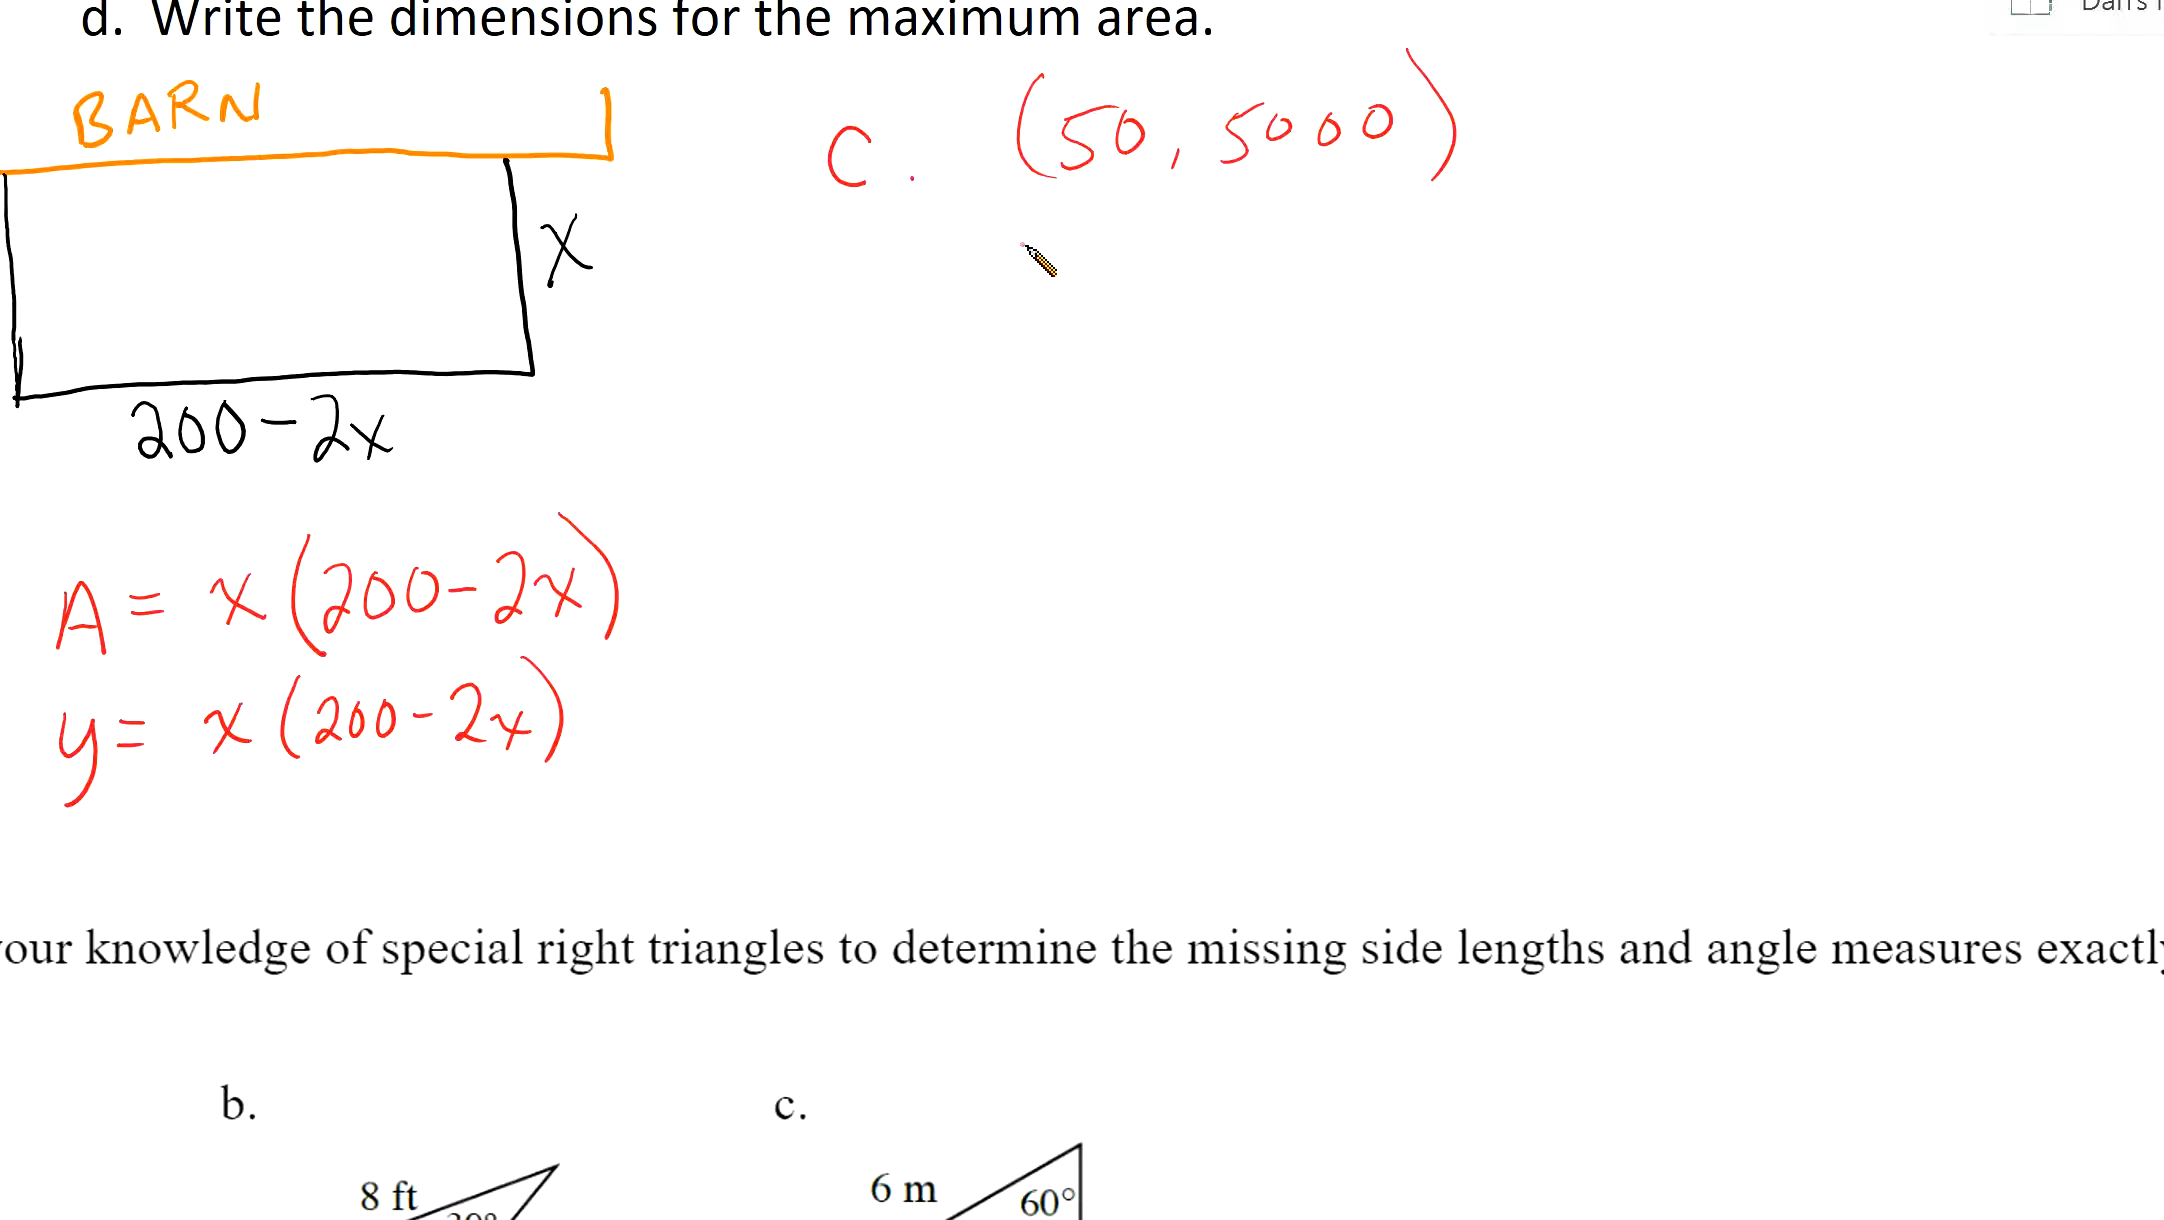 d. Write the dimensions for the maximum area.
BARN
C. (50, 5000)
x
200-2x
A = x(200-2x)
y = x(200-2x)
our knowledge of special right triangles to determine the missing side lengths and angle measures exactly
b.
c.
8 ft
6 m
60°